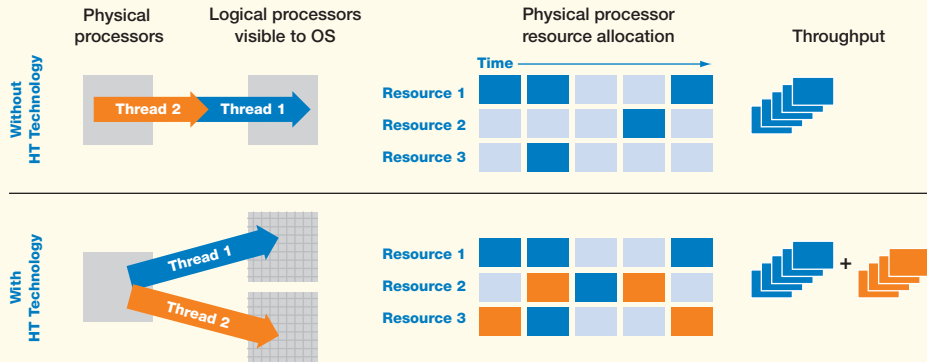 Physical
processors
Logical processors
visible to OS
Physical processor
resource allocation
Throughput
Without
HT Technology
Thread 2
Thread 1
Time
Resource 1
Resource 2
Resource 3
With
HT Technology
Thread 1
Thread 2
Resource 1
Resource 2
Resource 3
+